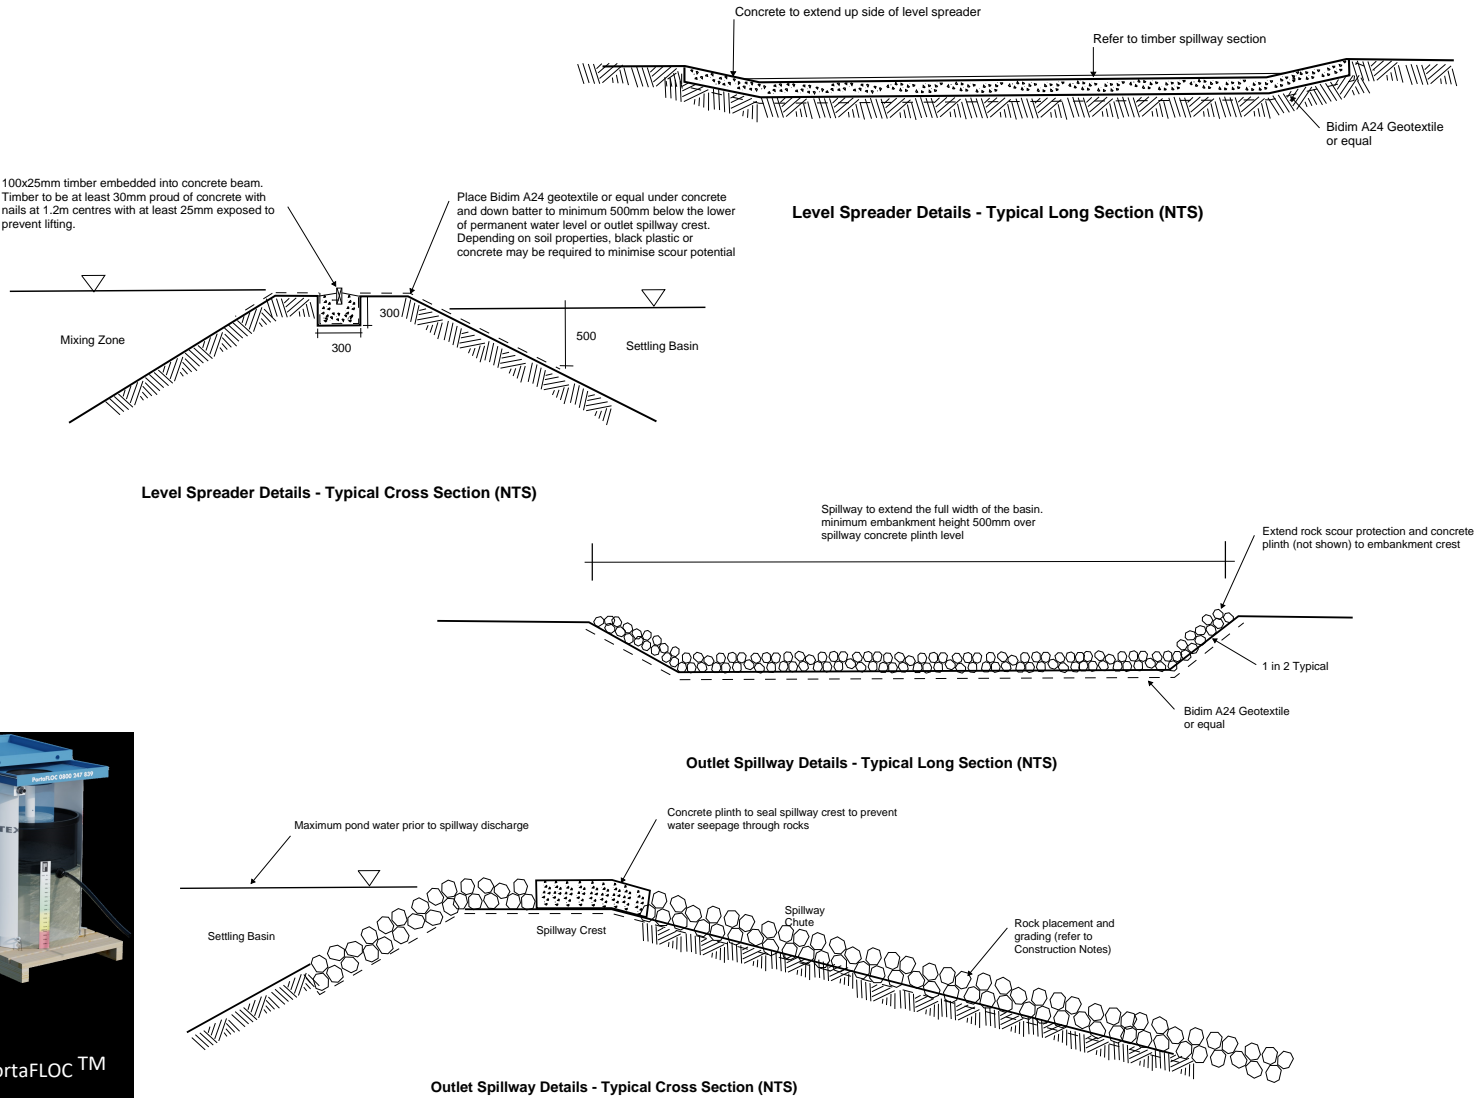 Concrete to extend up side of level spreader
Refer to timber spillway section
Bidim A24 Geotextile
or equal
Level Spreader Details - Typical Long Section (NTS)
100x25mm timber embedded into concrete beam.
Timber to be at least 30mm proud of concrete with
nails at 1.2m centres with at least 25mm exposed to
prevent lifting.
Place Bidim A24 geotextile or equal under concrete
and down batter to minimum 500mm below the lower
of permanent water level or outlet spillway crest.
Depending on soil properties, black plastic or
concrete may be required to minimise scour potential
Mixing Zone
300
300
500
Settling Basin
Level Spreader Details - Typical Cross Section (NTS)
Spillway to extend the full width of the basin.
minimum embankment height 500mm over
spillway concrete plinth level
Extend rock scour protection and concrete
plinth (not shown) to embankment crest
1 in 2 Typical
Bidim A24 Geotextile
or equal
Outlet Spillway Details - Typical Long Section (NTS)
PortaFLOC 0800 347 839
TEX
ortaFLOC TM
Maximum pond water prior to spillway discharge
Concrete plinth to seal spillway crest to prevent
water seepage through rocks
Settling Basin
Spillway Crest
Spillway
Chute
Rock placement and
grading (refer to
Construction Notes)
Outlet Spillway Details - Typical Cross Section (NTS)